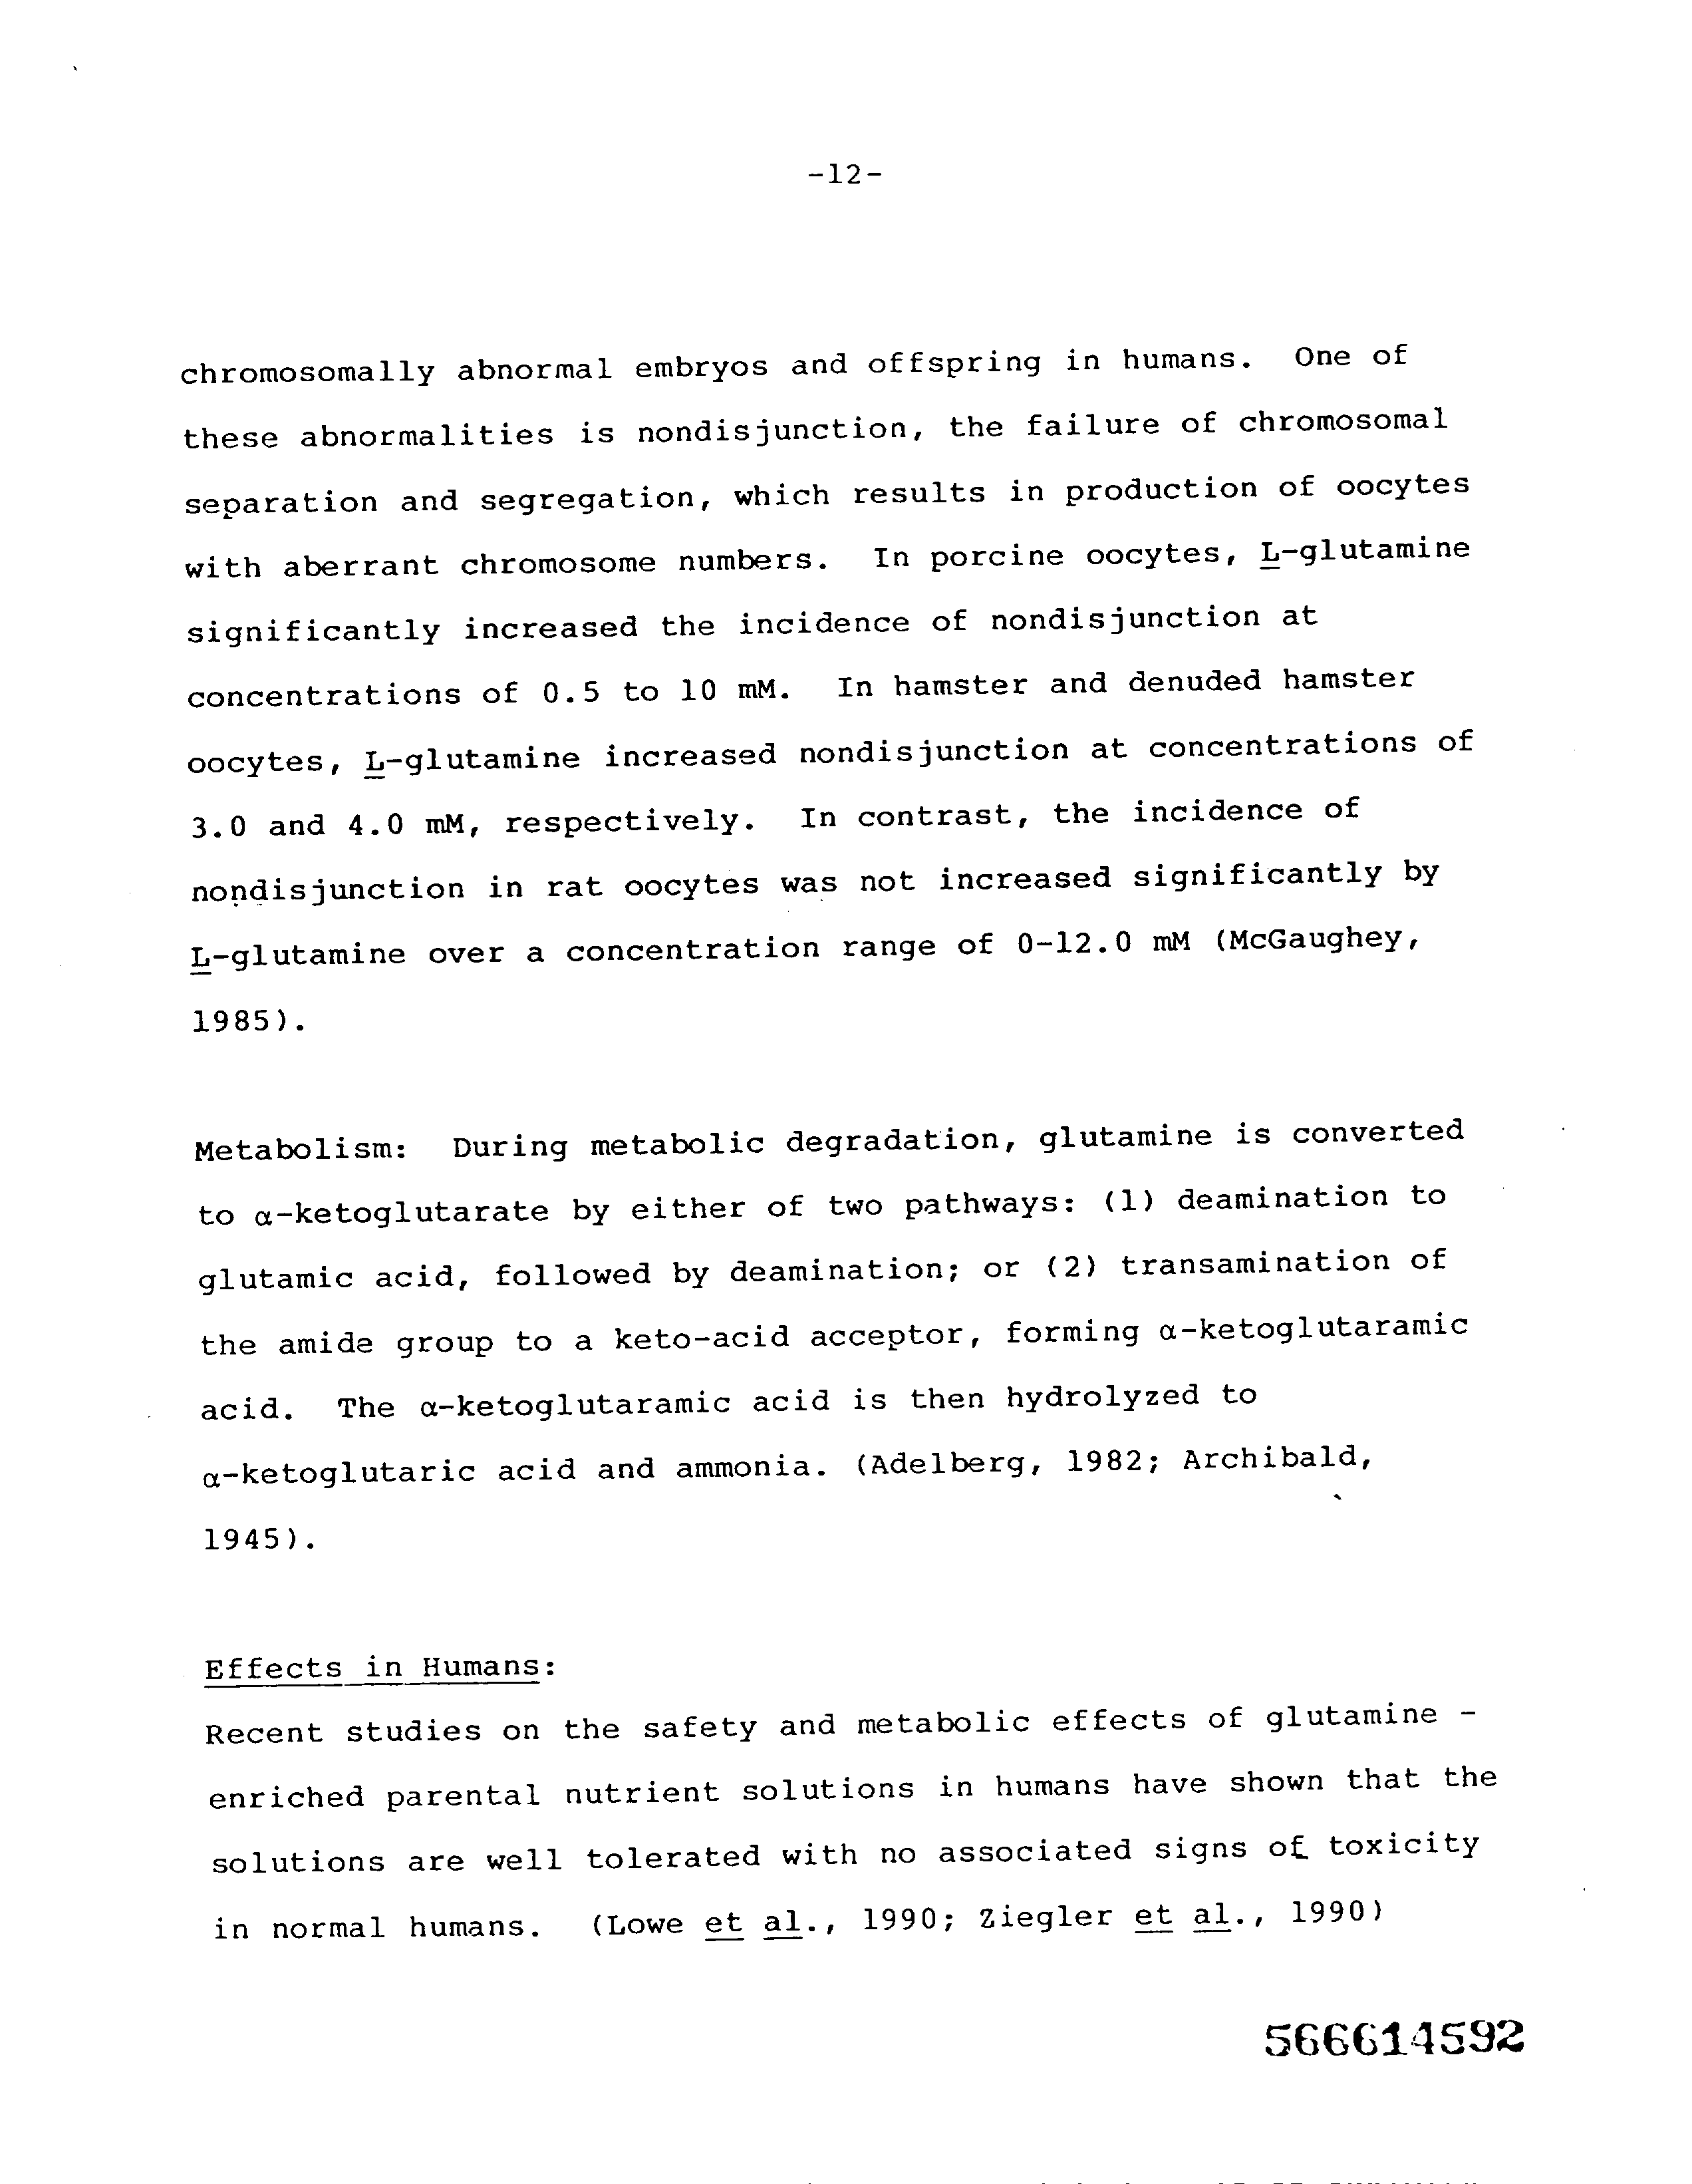 -12-
chromosomally abnormal embryos and offspring in humans. One of
these abnormalities is nondisjunction, the failure of chromosomal
separation and segregation, which results in production of oocytes
with aberrant chromosome numbers. In porcine oocytes, L-glutamine
significantly increased the incidence of nondisjunction at
concentrations of 0.5 to 10 mM. In hamster and denuded hamster
oocytes, L-glutamine increased nondisjunction at concentrations of
3.0 and 4.0 mM, respectively. In contrast, the incidence of
nondisjunction in rat oocytes was not increased significantly by
L-glutamine over a concentration range of 0-12.0 mM (McGaughey,
1985).
Metabolism: During metabolic degradation, glutamine is converted
to α-ketoglutarate by either of two pathways: (1) deamination to
glutamic acid, followed by deamination; or (2) transamination of
the amide group to a keto-acid acceptor, forming α-ketoglutaramic
acid. The α-ketoglutaramic acid is then hydrolyzed to
α-ketoglutaric acid and ammonia. (Adelberg, 1982; Archibald,
1945).
Effects in Humans:
Recent studies on the safety and metabolic effects of glutamine -
enriched parental nutrient solutions in humans have shown that the
solutions are well tolerated with no associated signs of toxicity
in normal humans. (Lowe et al., 1990; Ziegler et al., 1990)
566614592